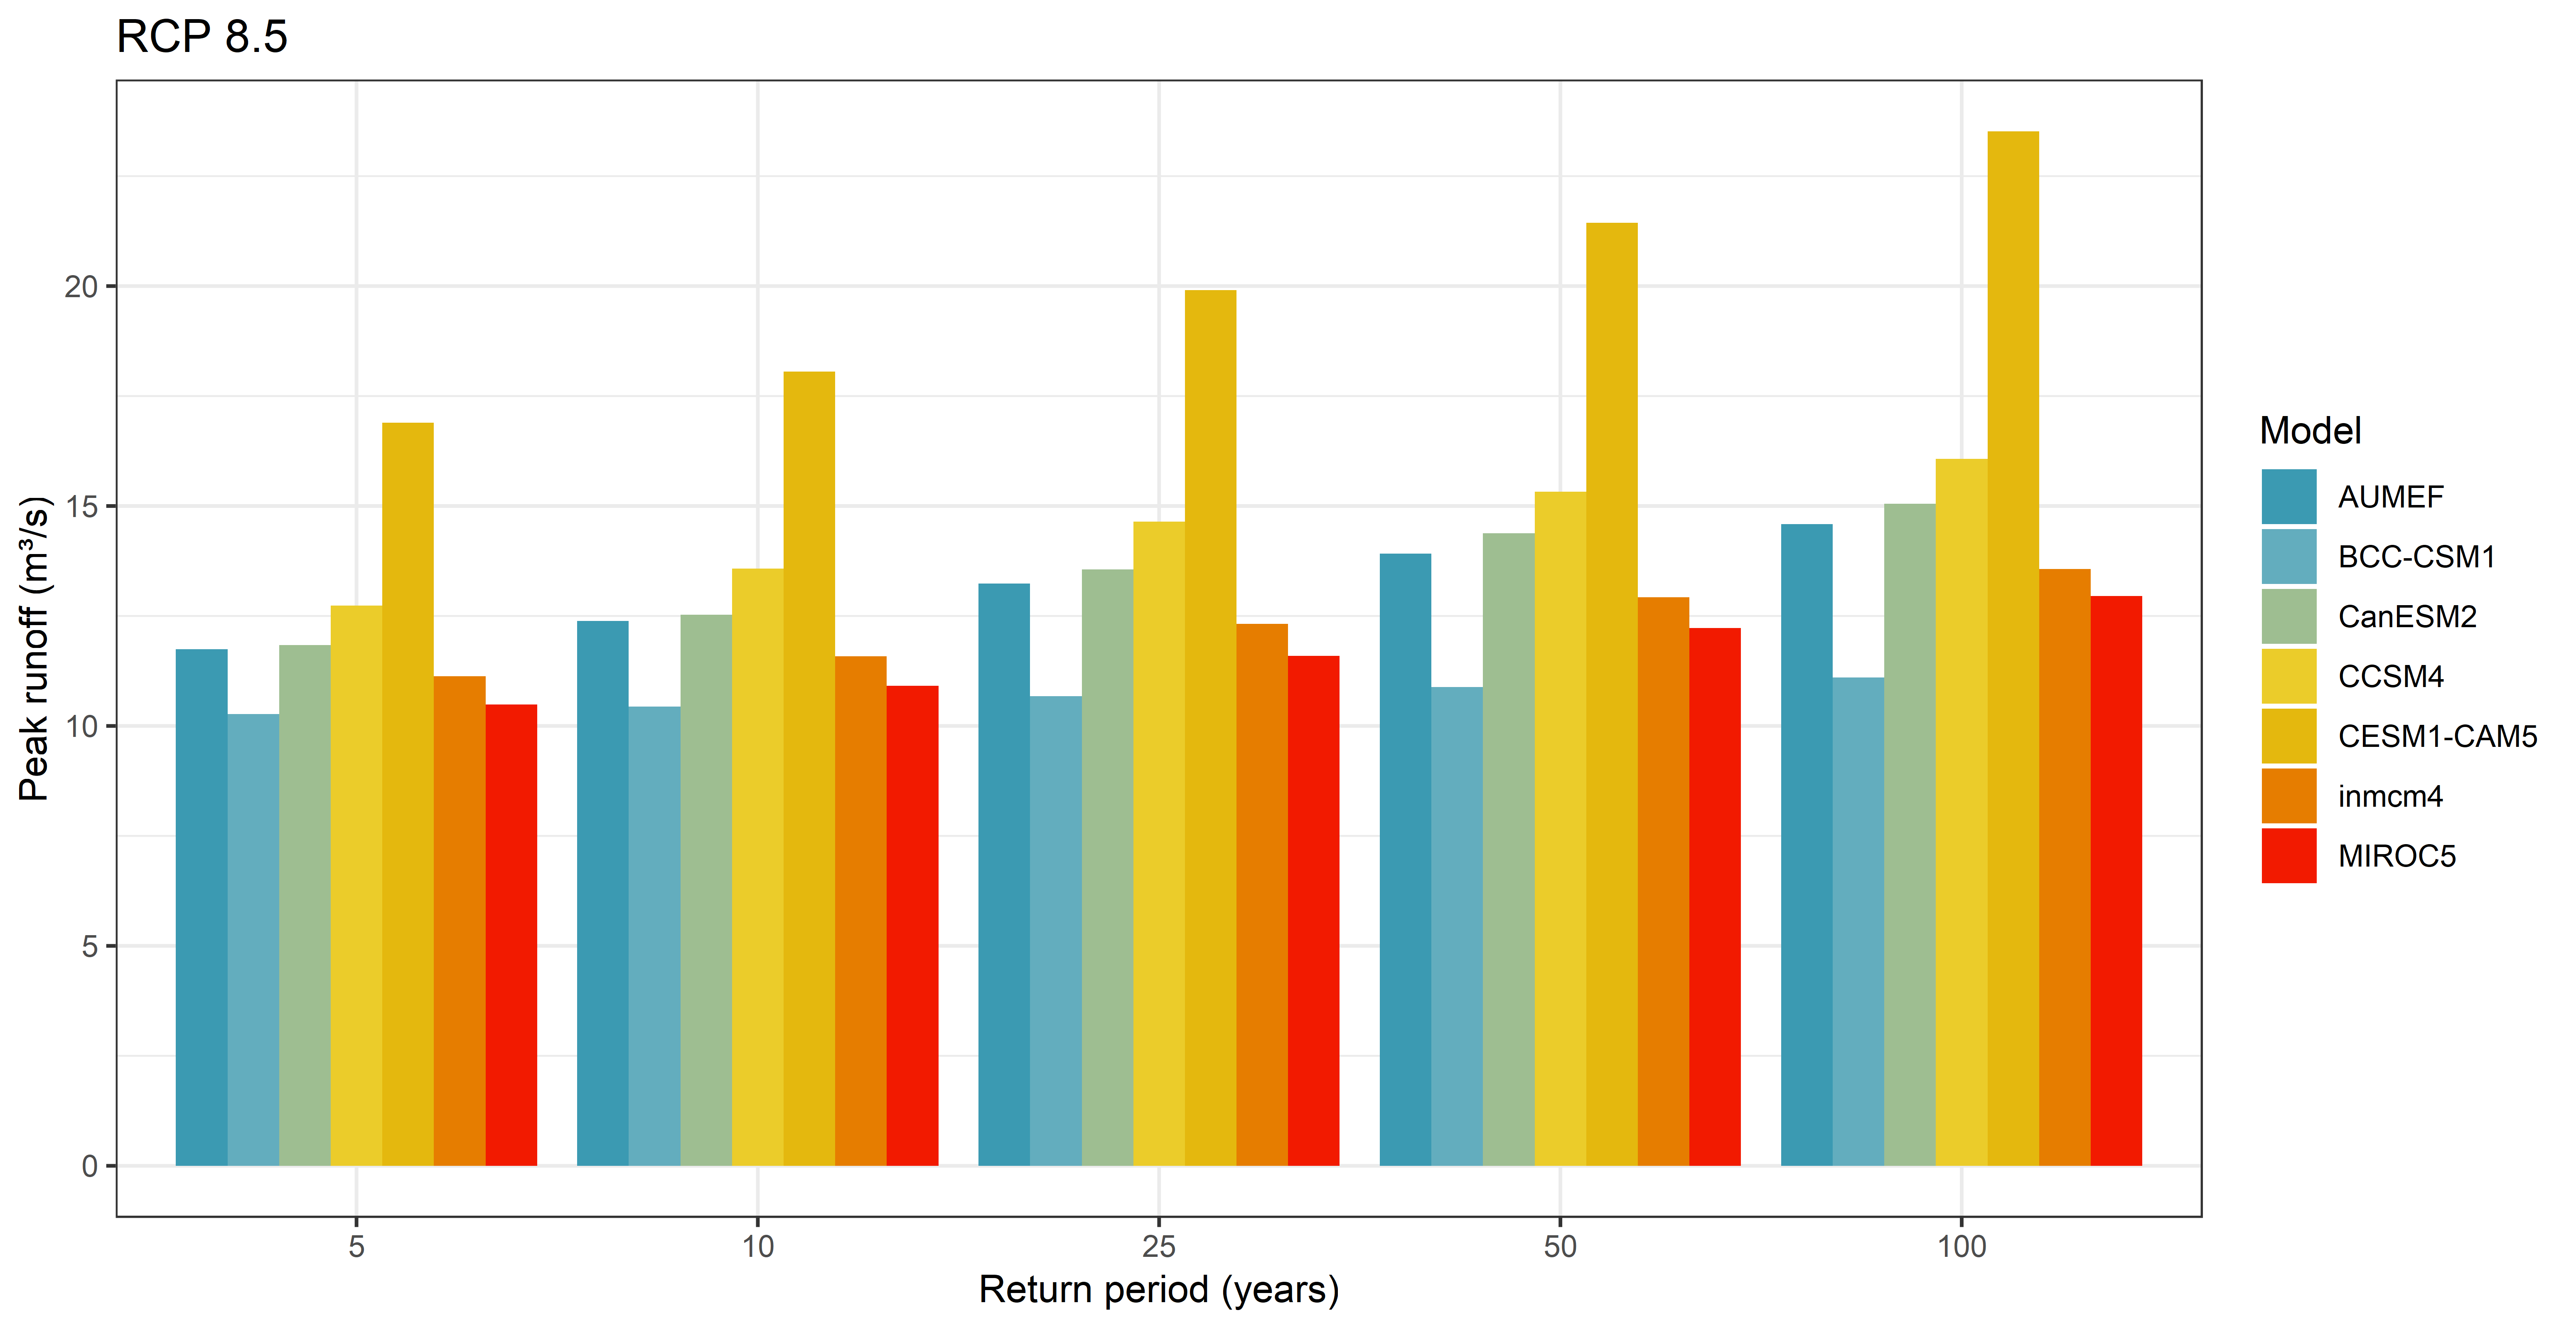 RCP 8.5
Peak runoff (m³/s)
20
15
10
5
0
5 10 25 50 100
Return period (years)
Model
AUMEF
BCC-CSM1
CanESM2
CCSM4
CESM1-CAM5
inmcm4
MIROC5